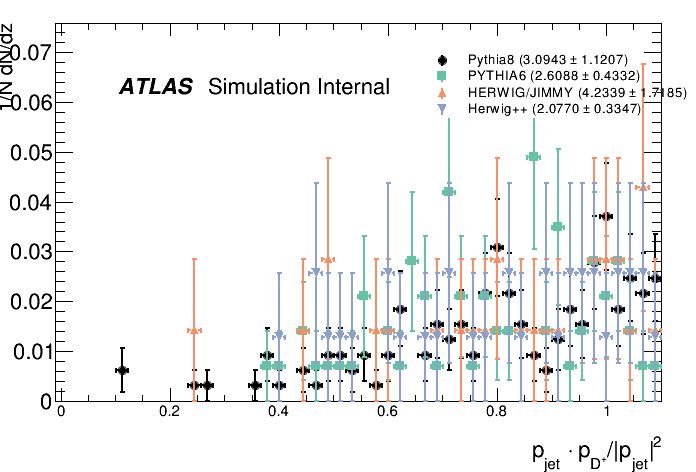 1/N dN/dz
0.07
0.06
0.05
0.04
0.03
0.02
0.01
0
ATLAS Simulation Internal
Pythia8 (3.0943 ± 1.1207)
PYTHIA6 (2.6088 ± 0.4332)
HERWIG/JIMMY (4.2339 ± 1.7185)
Herwig++ (2.0770 ± 0.3347)
0 0.2 0.4 0.6 0.8 1
p_jet · p_D⁺/|p_jet|²